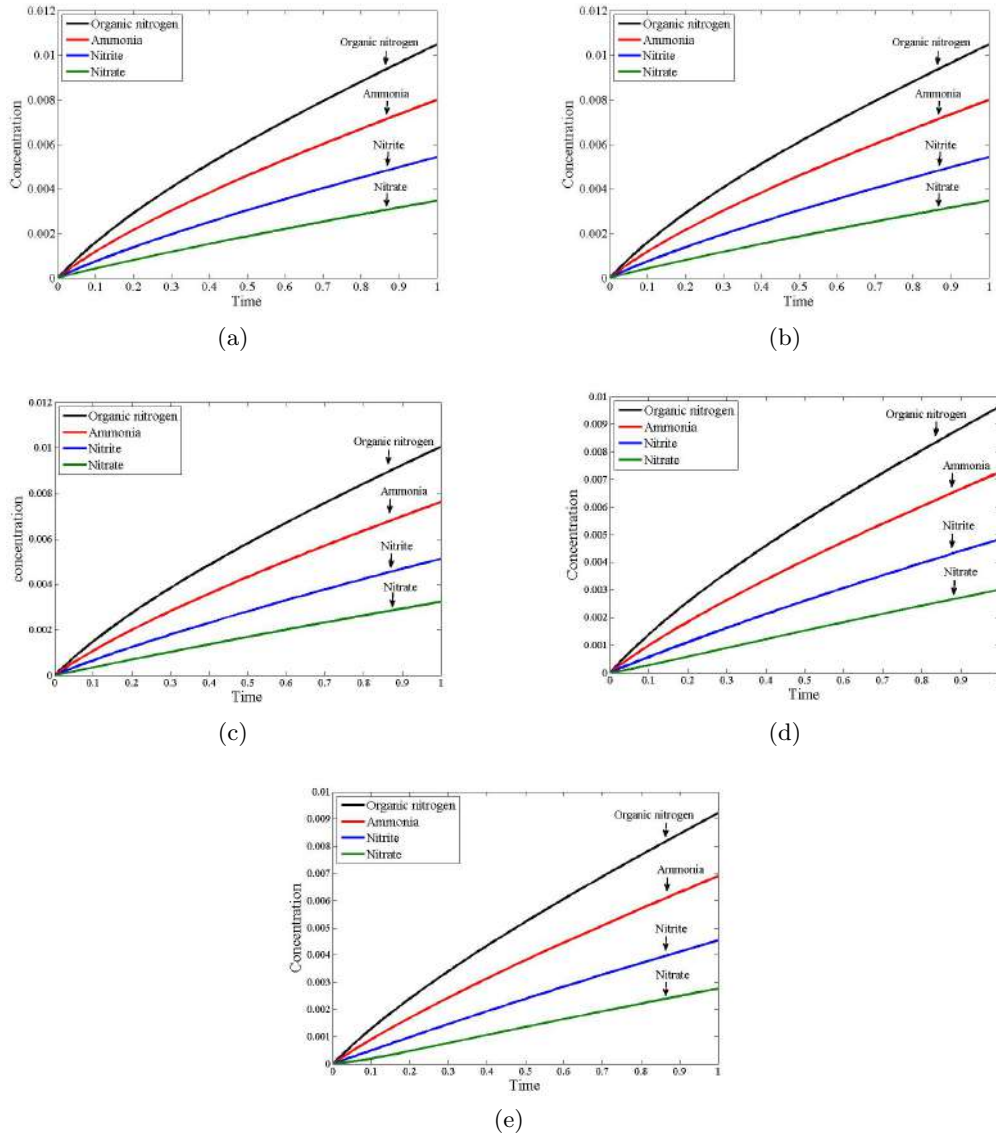 0.012
Organic nitrogen
Ammonia
Nitrite
Nitrate
Organic nitrogen
Ammonia
Nitrite
Nitrate
0.01
0.008
0.006
0.004
0.002
0
Concentration
0 0.1 0.2 0.3 0.4 0.5 0.6 0.7 0.8 0.9 1
Time
(a)
0.012
Organic nitrogen
Ammonia
Nitrite
Nitrate
Organic nitrogen
Ammonia
Nitrite
Nitrate
0.01
0.008
0.006
0.004
0.002
0
Concentration
0 0.1 0.2 0.3 0.4 0.5 0.6 0.7 0.8 0.9 1
Time
(b)
0.012
Organic nitrogen
Ammonia
Nitrite
Nitrate
Organic nitrogen
Ammonia
Nitrite
Nitrate
0.01
0.008
0.006
0.004
0.002
0
concentration
0 0.1 0.2 0.3 0.4 0.5 0.6 0.7 0.8 0.9 1
Time
(c)
0.01
Organic nitrogen
Ammonia
Nitrite
Nitrate
Organic nitrogen
Ammonia
Nitrite
Nitrate
0.009
0.008
0.007
0.006
0.005
0.004
0.003
0.002
0.001
0
Concentration
0 0.1 0.2 0.3 0.4 0.5 0.6 0.7 0.8 0.9 1
Time
(d)
0.01
Organic nitrogen
Ammonia
Nitrite
Nitrate
Organic nitrogen
Ammonia
Nitrite
Nitrate
0.009
0.008
0.007
0.006
0.005
0.004
0.003
0.002
0.001
0
Concentration
0 0.1 0.2 0.3 0.4 0.5 0.6 0.7 0.8 0.9 1
Time
(e)